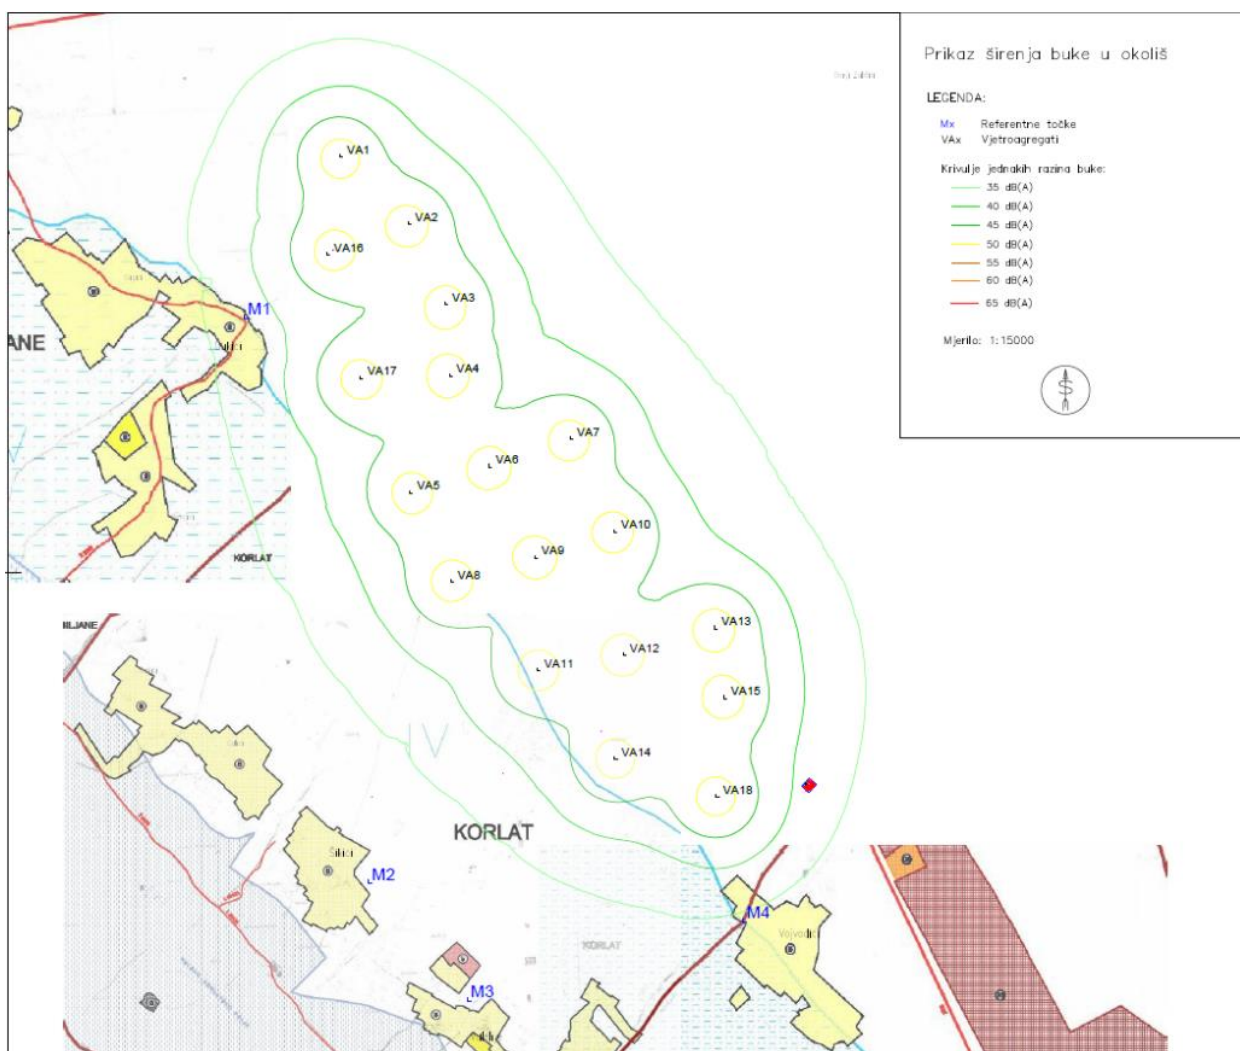 Prikaz širenja buke u okoliš
LEGENDA:
Mx Referentne točke
VAx Vjetroagregati
Krivulje jednakih razina buke:
35 dB(A)
40 dB(A)
45 dB(A)
50 dB(A)
55 dB(A)
60 dB(A)
65 dB(A)
Mjerilo: 1:15000
S
VA1
VA2
VA16
VA3
M1
ANE
VA17
VA4
VA7
VA6
VA5
VA10
VA9
KORLAT
VA8
VA13
VA12
VA11
VA15
IV
VA14
VA18
KORLAT
Šikići
M2
M4
Vojvodići
KORLAT
M3